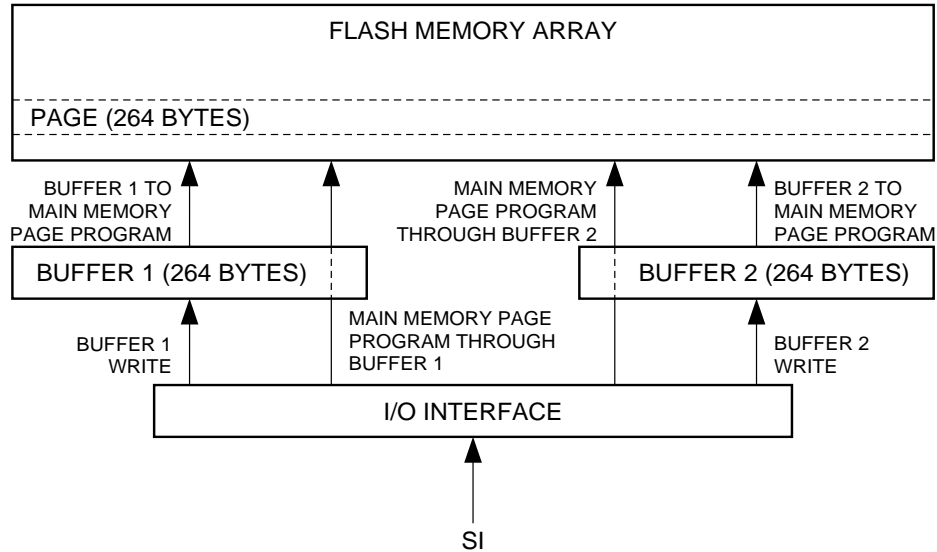 FLASH MEMORY ARRAY
PAGE (264 BYTES)
BUFFER 1 TO
MAIN MEMORY
PAGE PROGRAM
MAIN MEMORY
PAGE PROGRAM
THROUGH BUFFER 2
BUFFER 2 TO
MAIN MEMORY
PAGE PROGRAM
BUFFER 1 (264 BYTES)
BUFFER 2 (264 BYTES)
BUFFER 1
WRITE
MAIN MEMORY PAGE
PROGRAM THROUGH
BUFFER 1
BUFFER 2
WRITE
I/O INTERFACE
SI